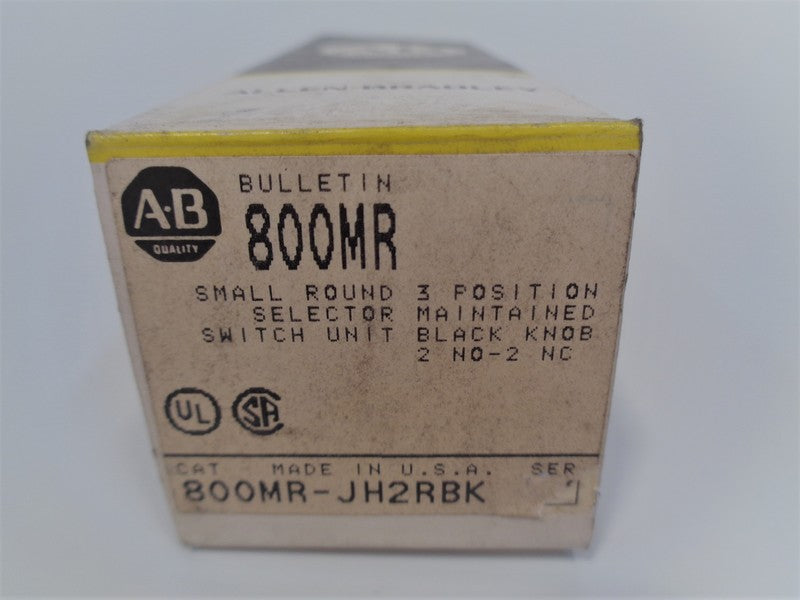 ALLEN-BRADLEY
A·B
QUALITY
BULLETIN
800MR
SMALL ROUND 3 POSITION
SELECTOR MAINTAINED
SWITCH UNIT BLACK KNOB
2 NO-2 NC
UL
SA
CAT MADE IN U.S.A. SER
800MR-JH2RBK